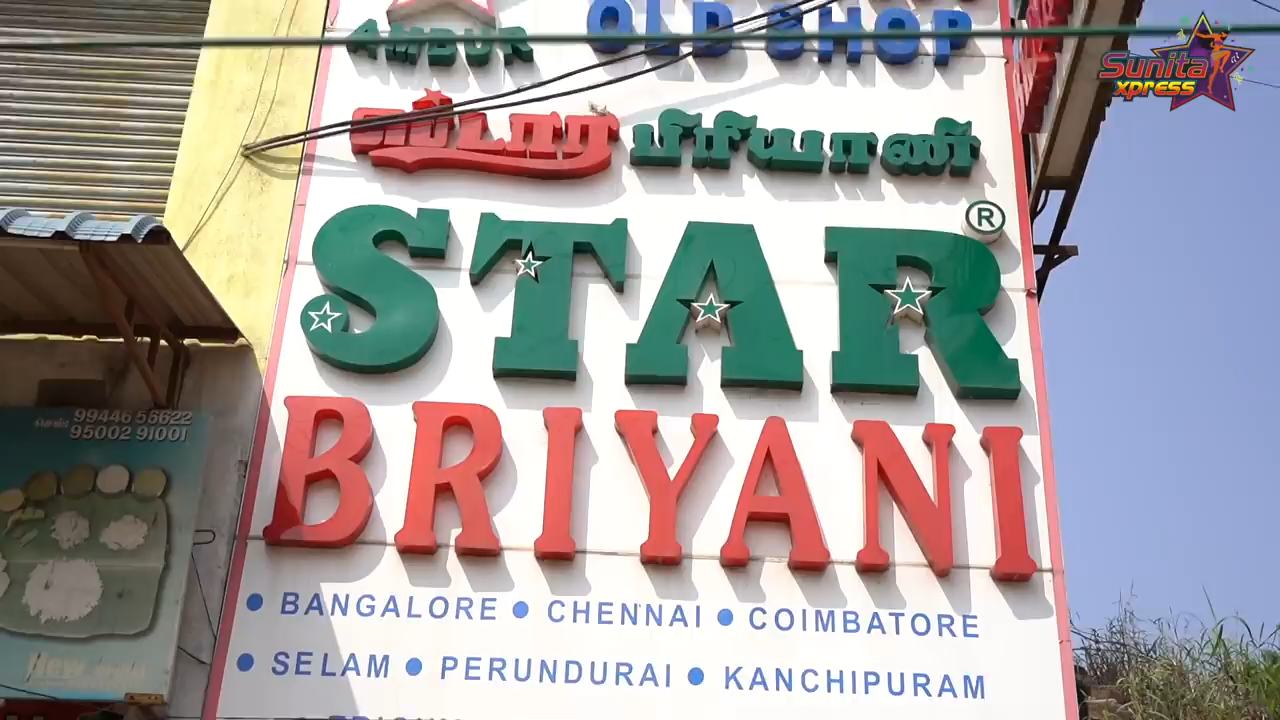 AMBUR OLD SHOP
ஸ்டார் பிரியாணி
STAR ®
BRIYANI
● BANGALORE ● CHENNAI ● COIMBATORE
● SELAM ● PERUNDURAI ● KANCHIPURAM
99446 56622
95002 91001
Sunita
xpress